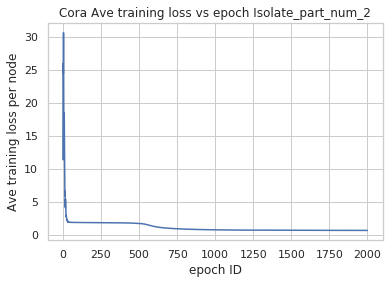 Cora Ave training loss vs epoch Isolate_part_num_2
Ave training loss per node
30
25
20
15
10
5
0
0 250 500 750 1000 1250 1500 1750 2000
epoch ID